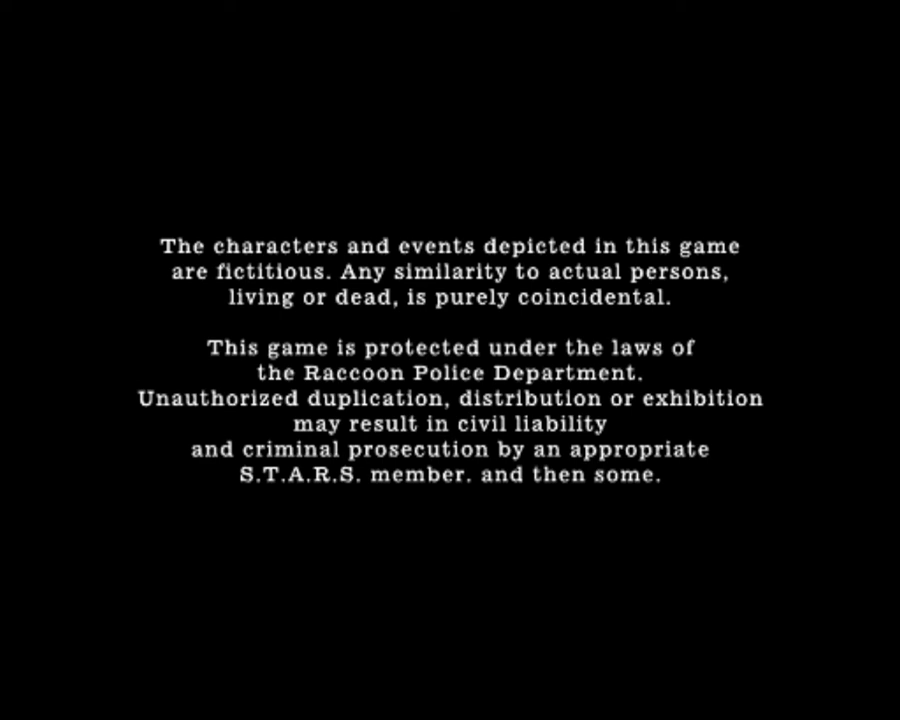 The characters and events depicted in this game
are fictitious. Any similarity to actual persons,
living or dead, is purely coincidental.
This game is protected under the laws of
the Raccoon Police Department.
Unauthorized duplication, distribution or exhibition
may result in civil liability
and criminal prosecution by an appropriate
S.T.A.R.S. member. and then some.